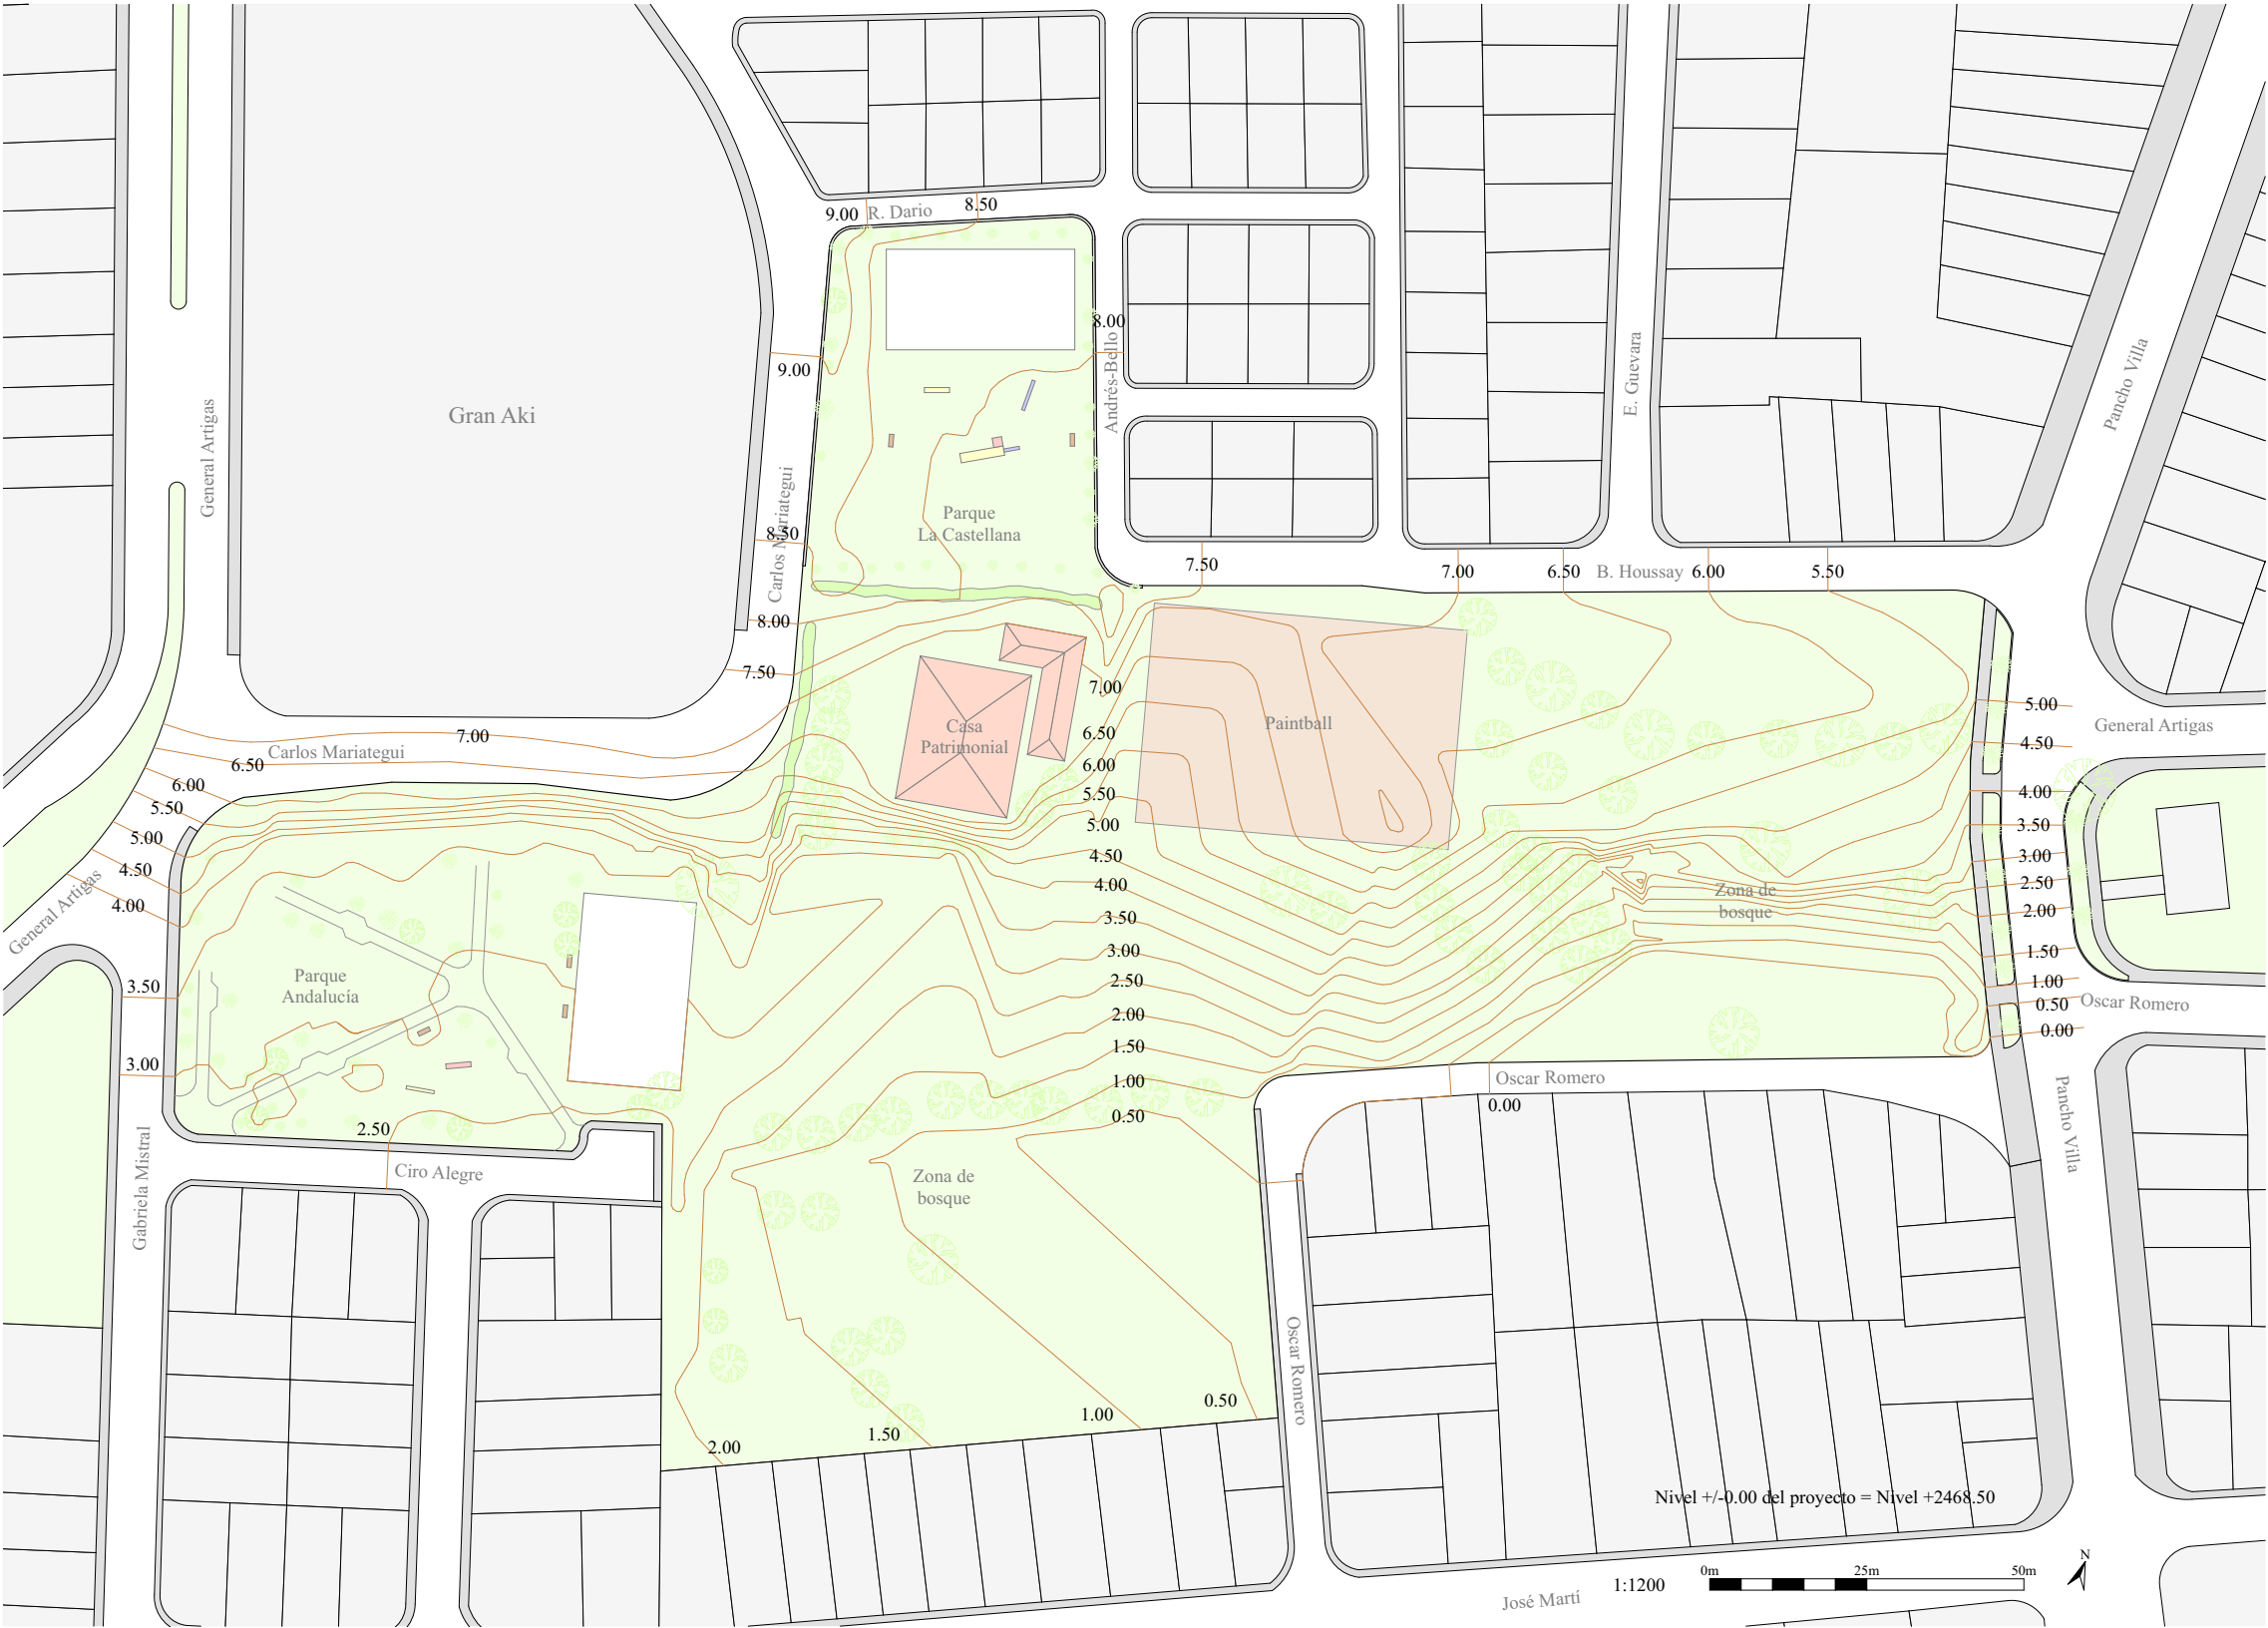 9.00
R. Dario
8.50
8.00
Andrés-Bello
E. Guevara
Pancho Villa
9.00
Gran Aki
General Artigas
Carlos Mariategui
8.50
Parque
La Castellana
7.50
7.00
6.50
B. Houssay
6.00
5.50
8.00
7.50
7.00
Casa
Patrimonial
Paintball
5.00
General Artigas
4.50
7.00
Carlos Mariategui
6.50
6.00
5.50
5.00
4.50
4.00
General Artigas
6.50
6.00
5.50
5.00
4.50
4.00
3.50
3.00
2.50
2.00
1.50
1.00
0.50
4.00
3.50
3.00
2.50
2.00
1.50
1.00
0.50
0.00
Oscar Romero
Zona de
bosque
Parque
Andalucía
3.50
3.00
2.50
Ciro Alegre
Gabriela Mistral
Oscar Romero
0.00
Pancho Villa
Zona de
bosque
Oscar Romero
0.50
1.00
1.50
2.00
Nivel +/-0.00 del proyecto = Nivel +2468.50
José Martí
1:1200
0m
25m
50m
N